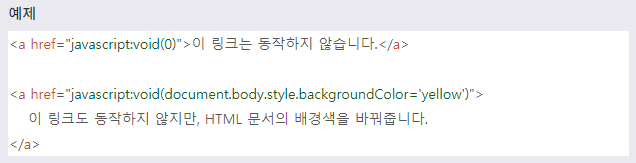 예제
<a href="javascript:void(0)">이 링크는 동작하지 않습니다.</a>
<a href="javascript:void(document.body.style.backgroundColor='yellow')">
이 링크도 동작하지 않지만, HTML 문서의 배경색을 바꿔줍니다.
</a>